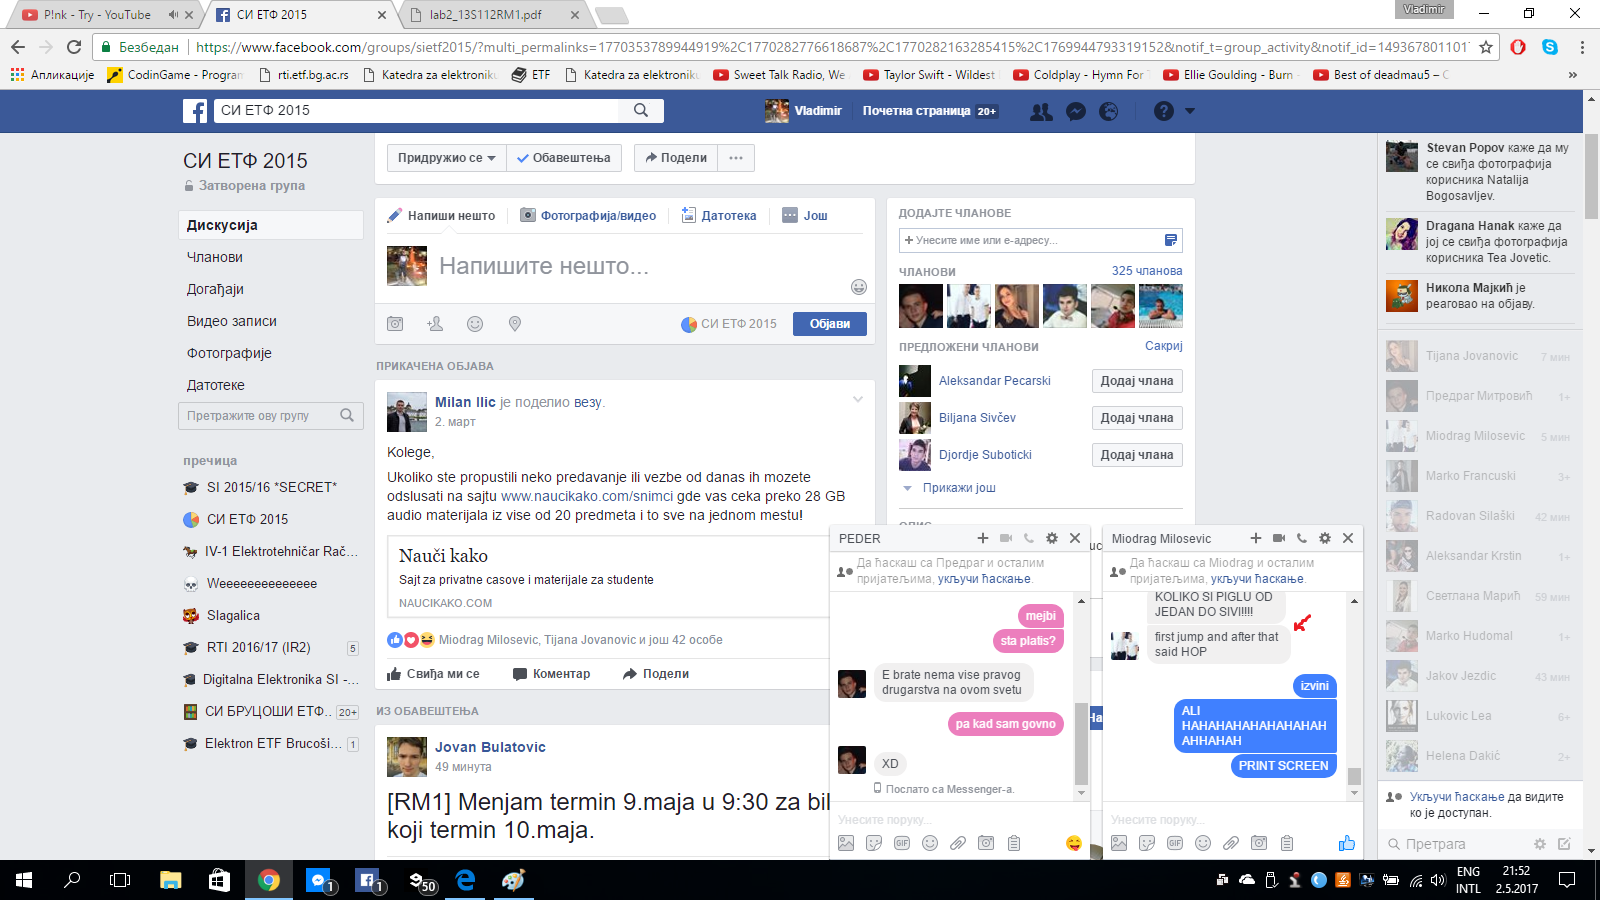 P!nk - Try - YouTube
СИ ЕТФ 2015
lab2_13S112RM1.pdf
Vladimir
Безбедан
https://www.facebook.com/groups/sietf2015/?multi_permalinks=1770353789944919%2C1770282776618687%2C1770282163285415%2C1769944793319152&notif_t=group_activity&notif_id=1493678011017
Апликације
CodinGame - Program
rti.etf.bg.ac.rs
Katedra za elektroniku
ETF
Katedra za elektroniku
Sweet Talk Radio, We
Taylor Swift - Wildest
Coldplay - Hymn For
Ellie Goulding - Burn -
Best of deadmau5 –
»
СИ ЕТФ 2015
Vladimir
Почетна страница 20+
СИ ЕТФ 2015
Затворена група
Дискусија
Чланови
Догађаји
Видео записи
Фотографије
Датотеке
Претражите ову групу
пречица
SI 2015/16 *SECRET*
СИ ЕТФ 2015
IV-1 Elektrotehničar Rač...
Weeeeeeeeeeeeee
Slagalica
RTI 2016/17 (IR2) 5
Digitalna Elektronika SI -...
СИ БРУЦОШИ ЕТФ... 20+
Elektron ETF Brucoši... 1
Придружио се
Обавештења
Подели
Напиши нешто
Фотографија/видео
Датотека
Још
Напишите нешто...
СИ ЕТФ 2015
Објави
ПРИКАЧЕНА ОБЈАВА
Milan Ilic је поделио везу.
2. март
Kolege,
Ukoliko ste propustili neko predavanje ili vezbe od danas ih mozete
odslusati na sajtu www.naucikako.com/snimci gde vas ceka preko 28 GB
audio materijala iz vise od 20 predmeta i to sve na jednom mestu!
Nauči kako
Sajt za privatne casove i materijale za studente
NAUCIKAKO.COM
Miodrag Milosevic, Tijana Jovanovic и још 42 особе
Свиђа ми се
Коментар
Подели
ИЗ ОБАВЕШТЕЊА
Jovan Bulatovic
49 минута
[RM1] Menjam termin 9.maja u 9:30 za bil
koji termin 10.maja.
ДОДАЈТЕ ЧЛАНОВЕ
+ Унесите име или е-адресу...
ЧЛАНОВИ
325 чланова
ПРЕДЛОЖЕНИ ЧЛАНОВИ
Сакриј
Aleksandar Pecarski
Додај члана
Biljana Sivčev
Додај члана
Djordje Suboticki
Додај члана
Прикажи још
PEDER
Да ћаскаш са Предраг и осталим
пријатељима, укључи ћаскање.
mejbi
sta platis?
E brate nema vise pravog
drugarstva na ovom svetu
pa kad sam govno
XD
Послато са Messenger-а.
Унесите поруку...
Miodrag Milosevic
Да ћаскаш са Miodrag и осталим
пријатељима, укључи ћаскање.
KOLIKO SI PIGLU OD
JEDAN DO SIVI!!!!!
first jump and after that
said HOP
izvini
ALI
HAHAHAHAHAHAHAH
AHHAHAH
PRINT SCREEN
Унесите поруку...
Stevan Popov каже да му
се свиђа фотографија
корисника Natalija
Bogosavljev.
Dragana Hanak каже да
јој се свиђа фотографија
корисника Tea Jovetic.
Никола Мајкић је
реаговао на објаву.
Tijana Jovanovic 7 мин
Предраг Митровић 1+
Miodrag Milosevic 5 мин
Marko Francuski 3+
Radovan Silaški 42 мин
Aleksandar Krstin 1+
Светлана Марић 59 мин
Marko Hudomal 1+
Jakov Jezdic 43 мин
Lukovic Lea 6+
Helena Dakič 2+
Укључи ћаскање да видите
ко је доступан.
Претрага
1
1
50
ENG
INTL
21:52
2.5.2017